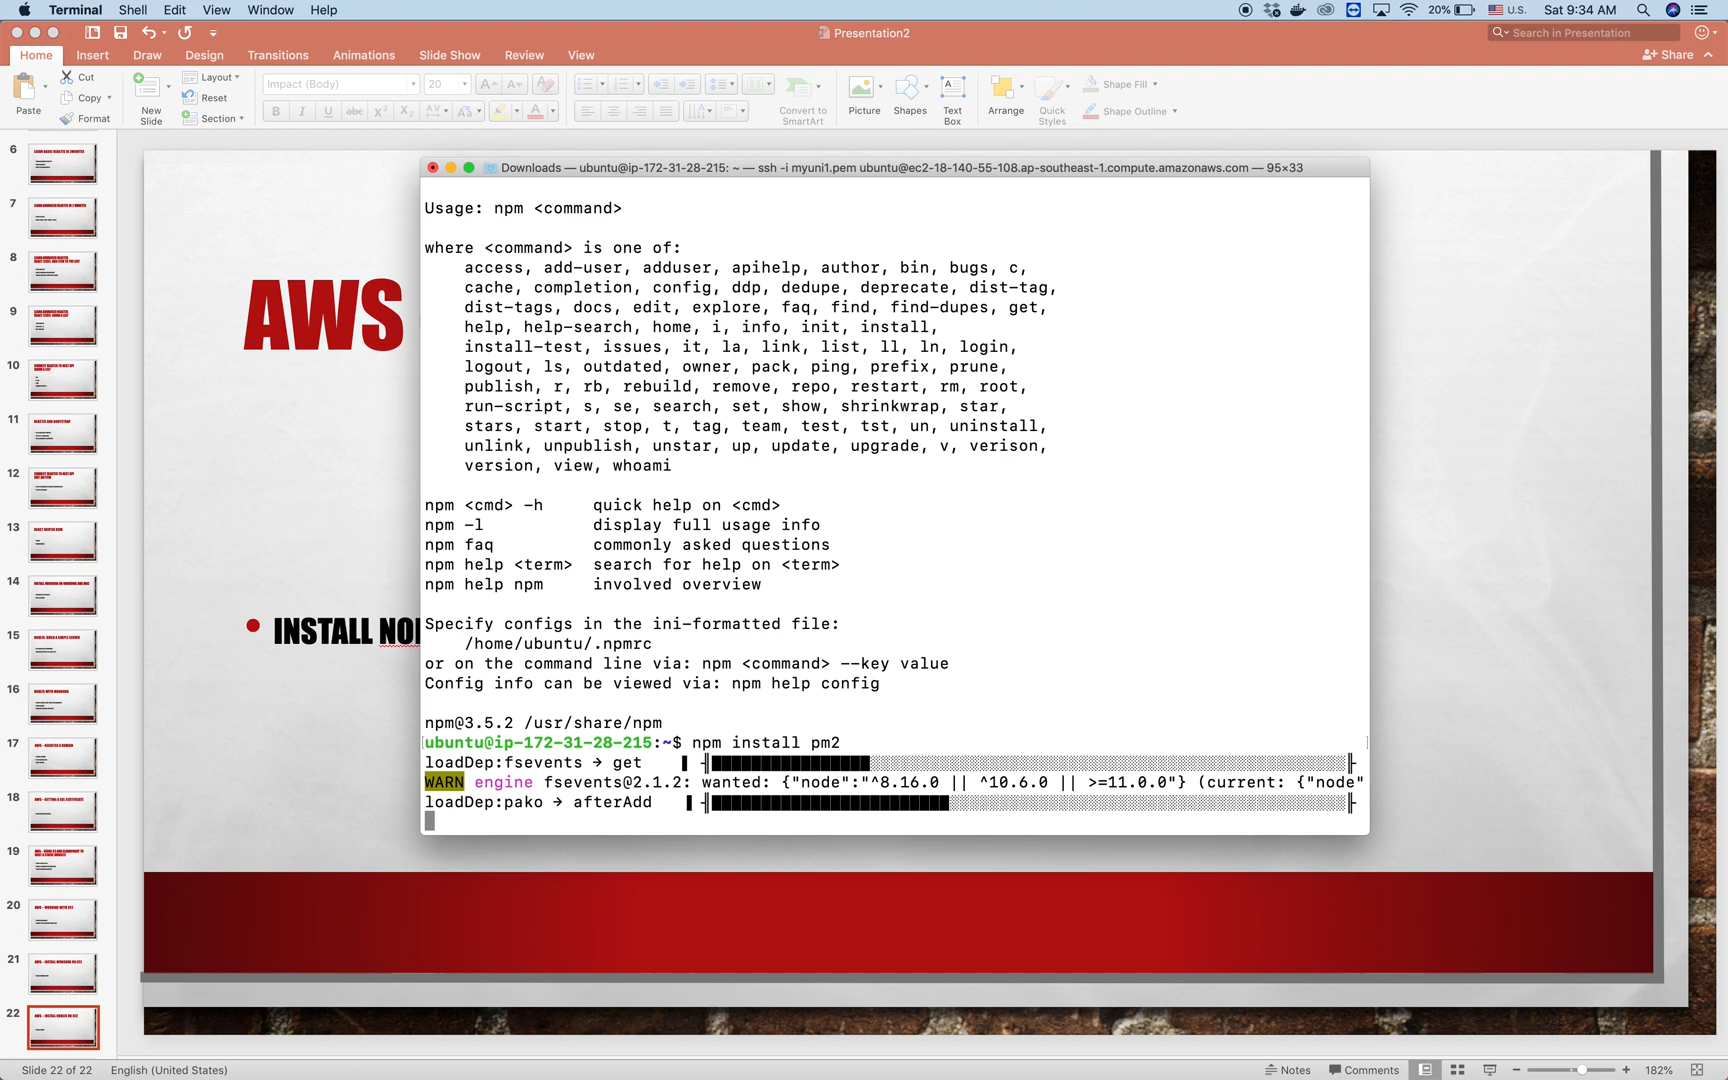 Terminal Shell Edit View Window Help
20% U.S. Sat 9:34 AM
Presentation2
Search in Presentation
Home Insert Draw Design Transitions Animations Slide Show Review View
Share
Paste
Cut
Copy
Format
New Slide
Layout
Reset
Section
Impact (Body) 20
Convert to SmartArt
Picture
Shapes
Text Box
Arrange
Quick Styles
Shape Fill
Shape Outline
6
7
8
9
10
11
12
13
14
15
16
17
18
19
20
21
22
AWS
INSTALL NO
Downloads — ubuntu@ip-172-31-28-215: ~ — ssh -i myuni1.pem ubuntu@ec2-18-140-55-108.ap-southeast-1.compute.amazonaws.com — 95×33
Usage: npm <command>
where <command> is one of:
access, add-user, adduser, apihelp, author, bin, bugs, c,
cache, completion, config, ddp, dedupe, deprecate, dist-tag,
dist-tags, docs, edit, explore, faq, find, find-dupes, get,
help, help-search, home, i, info, init, install,
install-test, issues, it, la, link, list, ll, ln, login,
logout, ls, outdated, owner, pack, ping, prefix, prune,
publish, r, rb, rebuild, remove, repo, restart, rm, root,
run-script, s, se, search, set, show, shrinkwrap, star,
stars, start, stop, t, tag, team, test, tst, un, uninstall,
unlink, unpublish, unstar, up, update, upgrade, v, verison,
version, view, whoami
npm <cmd> -h quick help on <cmd>
npm -l display full usage info
npm faq commonly asked questions
npm help <term> search for help on <term>
npm help npm involved overview
Specify configs in the ini-formatted file:
/home/ubuntu/.npmrc
or on the command line via: npm <command> --key value
Config info can be viewed via: npm help config
npm@3.5.2 /usr/share/npm
ubuntu@ip-172-31-28-215:~$ npm install pm2
loadDep:fsevents → get
WARN engine fsevents@2.1.2: wanted: {"node":"^8.16.0 || ^10.6.0 || >=11.0.0"} (current: {"node"
loadDep:pako → afterAdd
Slide 22 of 22 English (United States)
Notes Comments 182%